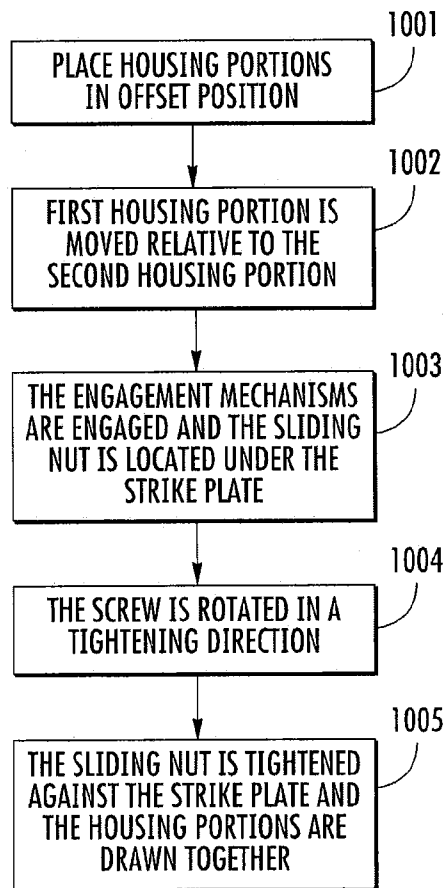 1001
PLACE HOUSING PORTIONS
IN OFFSET POSITION
1002
FIRST HOUSING PORTION IS
MOVED RELATIVE TO THE
SECOND HOUSING PORTION
1003
THE ENGAGEMENT MECHANISMS
ARE ENGAGED AND THE SLIDING
NUT IS LOCATED UNDER THE
STRIKE PLATE
1004
THE SCREW IS ROTATED IN A
TIGHTENING DIRECTION
1005
THE SLIDING NUT IS TIGHTENED
AGAINST THE STRIKE PLATE AND
THE HOUSING PORTIONS ARE
DRAWN TOGETHER